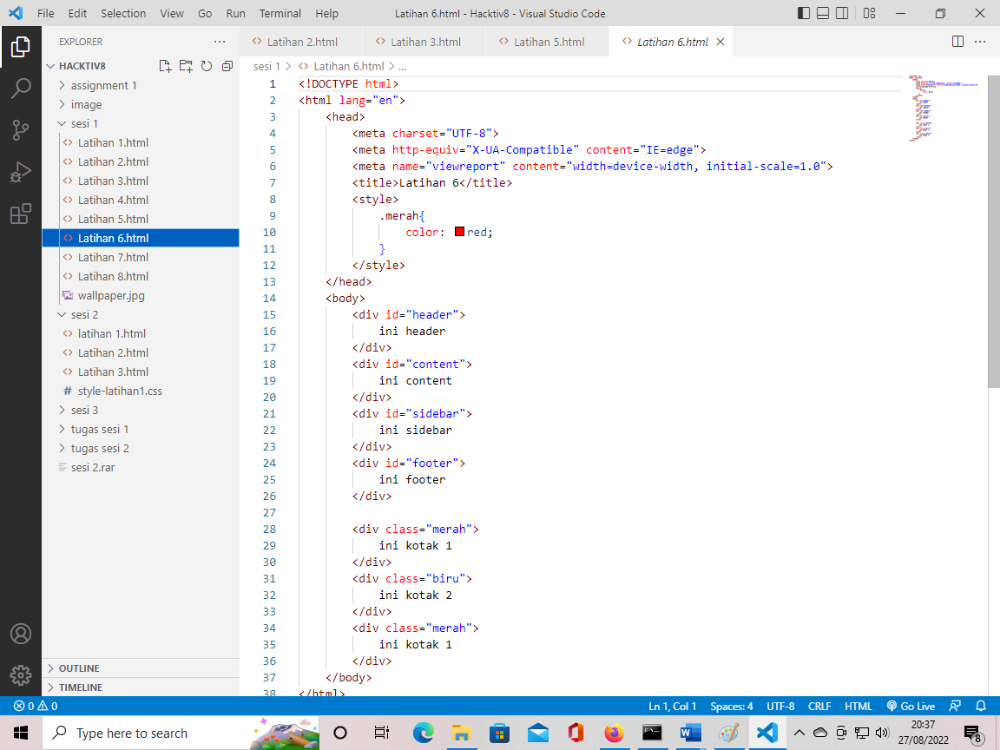 File Edit Selection View Go Run Terminal Help Latihan 6.html - Hacktiv8 - Visual Studio Code
EXPLORER
HACKTIV8
assignment 1
image
sesi 1
Latihan 1.html
Latihan 2.html
Latihan 3.html
Latihan 4.html
Latihan 5.html
Latihan 6.html
Latihan 7.html
Latihan 8.html
wallpaper.jpg
sesi 2
latihan 1.html
Latihan 2.html
Latihan 3.html
# style-latihan1.css
sesi 3
tugas sesi 1
tugas sesi 2
sesi 2.rar
OUTLINE
TIMELINE
Latihan 2.html Latihan 3.html Latihan 5.html Latihan 6.html
sesi 1 > Latihan 6.html > ...
1 <!DOCTYPE html>
2 <html lang="en">
3 <head>
4 <meta charset="UTF-8">
5 <meta http-equiv="X-UA-Compatible" content="IE=edge">
6 <meta name="viewreport" content="width=device-width, initial-scale=1.0">
7 <title>Latihan 6</title>
8 <style>
9 .merah{
10 color: red;
11 }
12 </style>
13 </head>
14 <body>
15 <div id="header">
16 ini header
17 </div>
18 <div id="content">
19 ini content
20 </div>
21 <div id="sidebar">
22 ini sidebar
23 </div>
24 <div id="footer">
25 ini footer
26 </div>
27
28 <div class="merah">
29 ini kotak 1
30 </div>
31 <div class="biru">
32 ini kotak 2
33 </div>
34 <div class="merah">
35 ini kotak 1
36 </div>
37 </body>
38 </html>
0 0 Ln 1, Col 1 Spaces: 4 UTF-8 CRLF HTML Go Live
Type here to search
20:37
27/08/2022
8